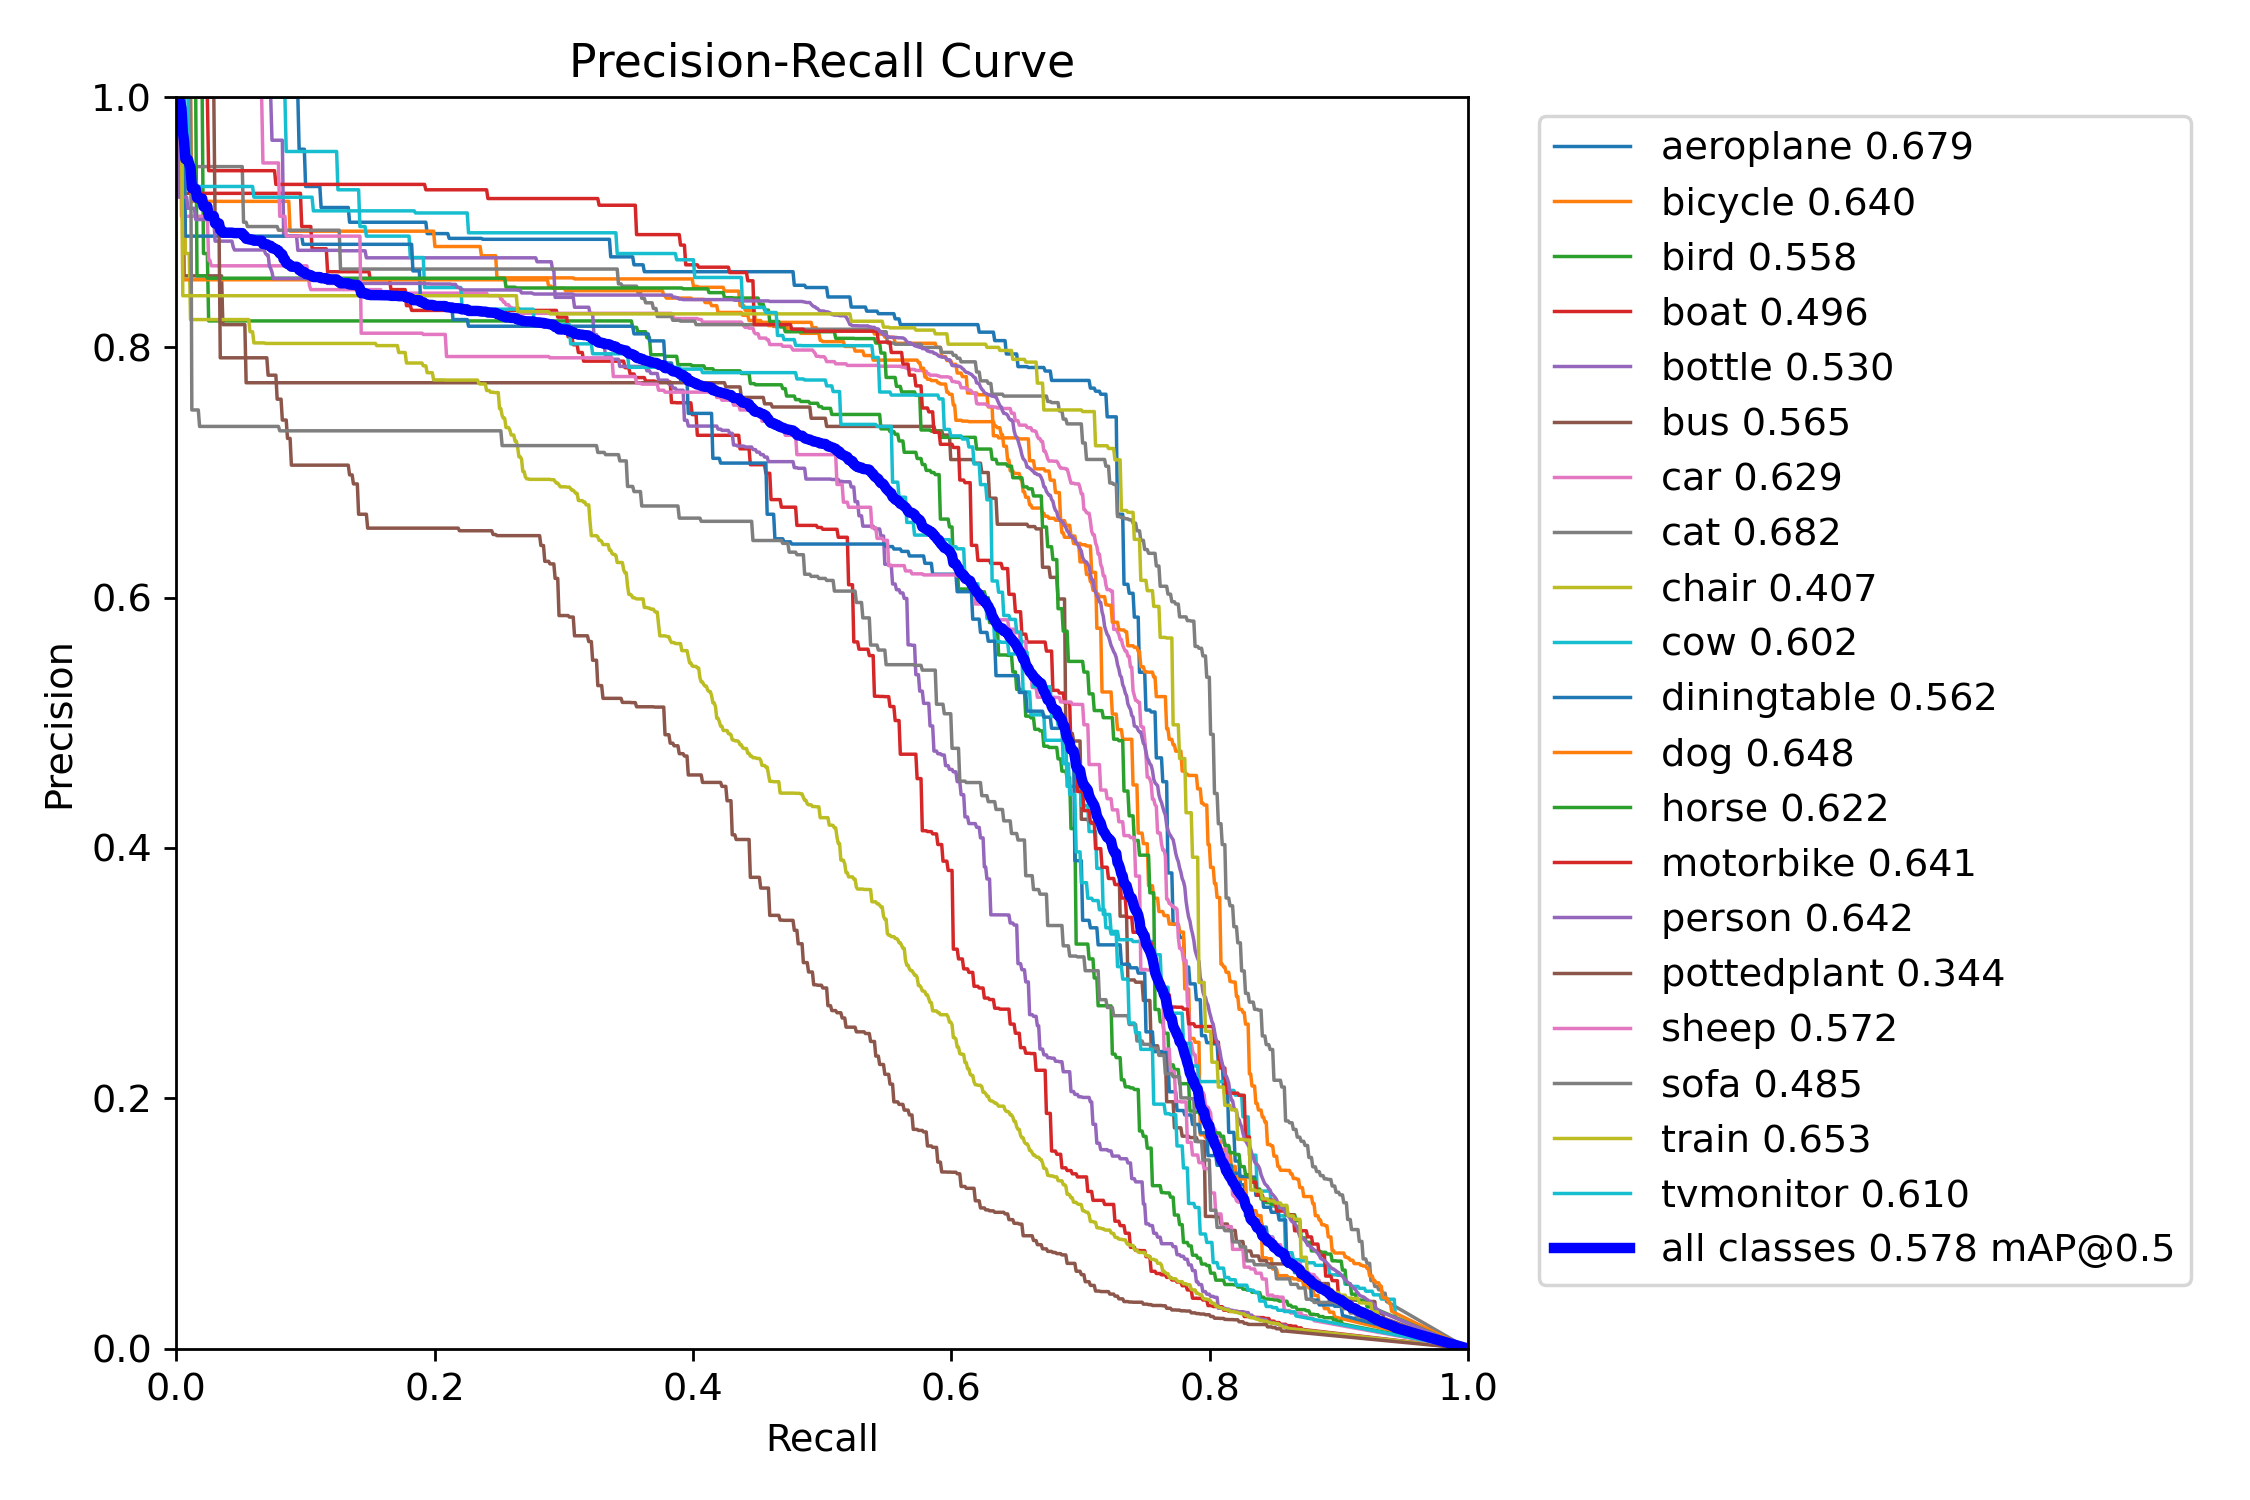 Precision-Recall Curve
1.0
0.8
0.6
0.4
0.2
0.0
Precision
0.0 0.2 0.4 0.6 0.8 1.0
Recall
aeroplane 0.679
bicycle 0.640
bird 0.558
boat 0.496
bottle 0.530
bus 0.565
car 0.629
cat 0.682
chair 0.407
cow 0.602
diningtable 0.562
dog 0.648
horse 0.622
motorbike 0.641
person 0.642
pottedplant 0.344
sheep 0.572
sofa 0.485
train 0.653
tvmonitor 0.610
all classes 0.578 mAP@0.5